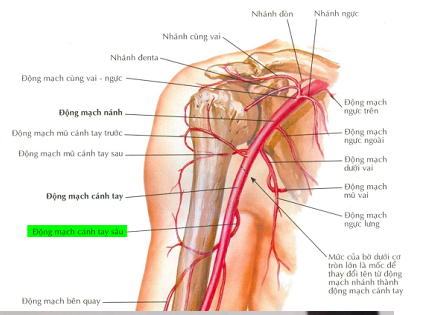 Nhánh đòn
Nhánh ngực
Nhánh cùng vai
Nhánh denta
Động mạch cùng vai - ngực
Động mạch nánh
Động mạch mũ cánh tay trước
Động mạch mũ cánh tay sau
Động mạch cánh tay
Động mạch cánh tay sâu
Động mạch bên quay
Động mạch
ngực trên
Động mạch
ngực ngoài
Động mạch
dưới vai
Động mạch
mũ vai
Động mạch
ngực lưng
Mức của bờ dưới cơ
tròn lớn là mốc để
thay đổi tên từ động
mạch nhánh thành
động mạch cánh tay